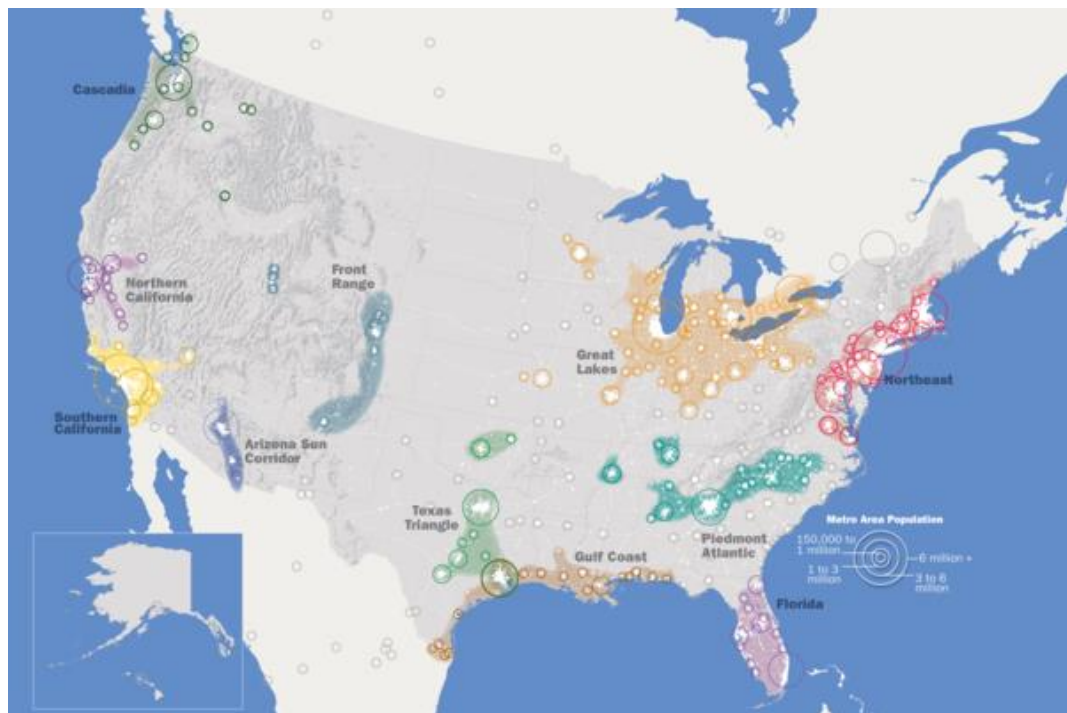 Cascadia
Northern
California
Front
Range
Great
Lakes
Northeast
Southern
California
Arizona Sun
Corridor
Texas
Triangle
Gulf Coast
Piedmont
Atlantic
Metro Area Population
150,000 to
1 million
6 million +
1 to 3
million
3 to 6
million
Florida